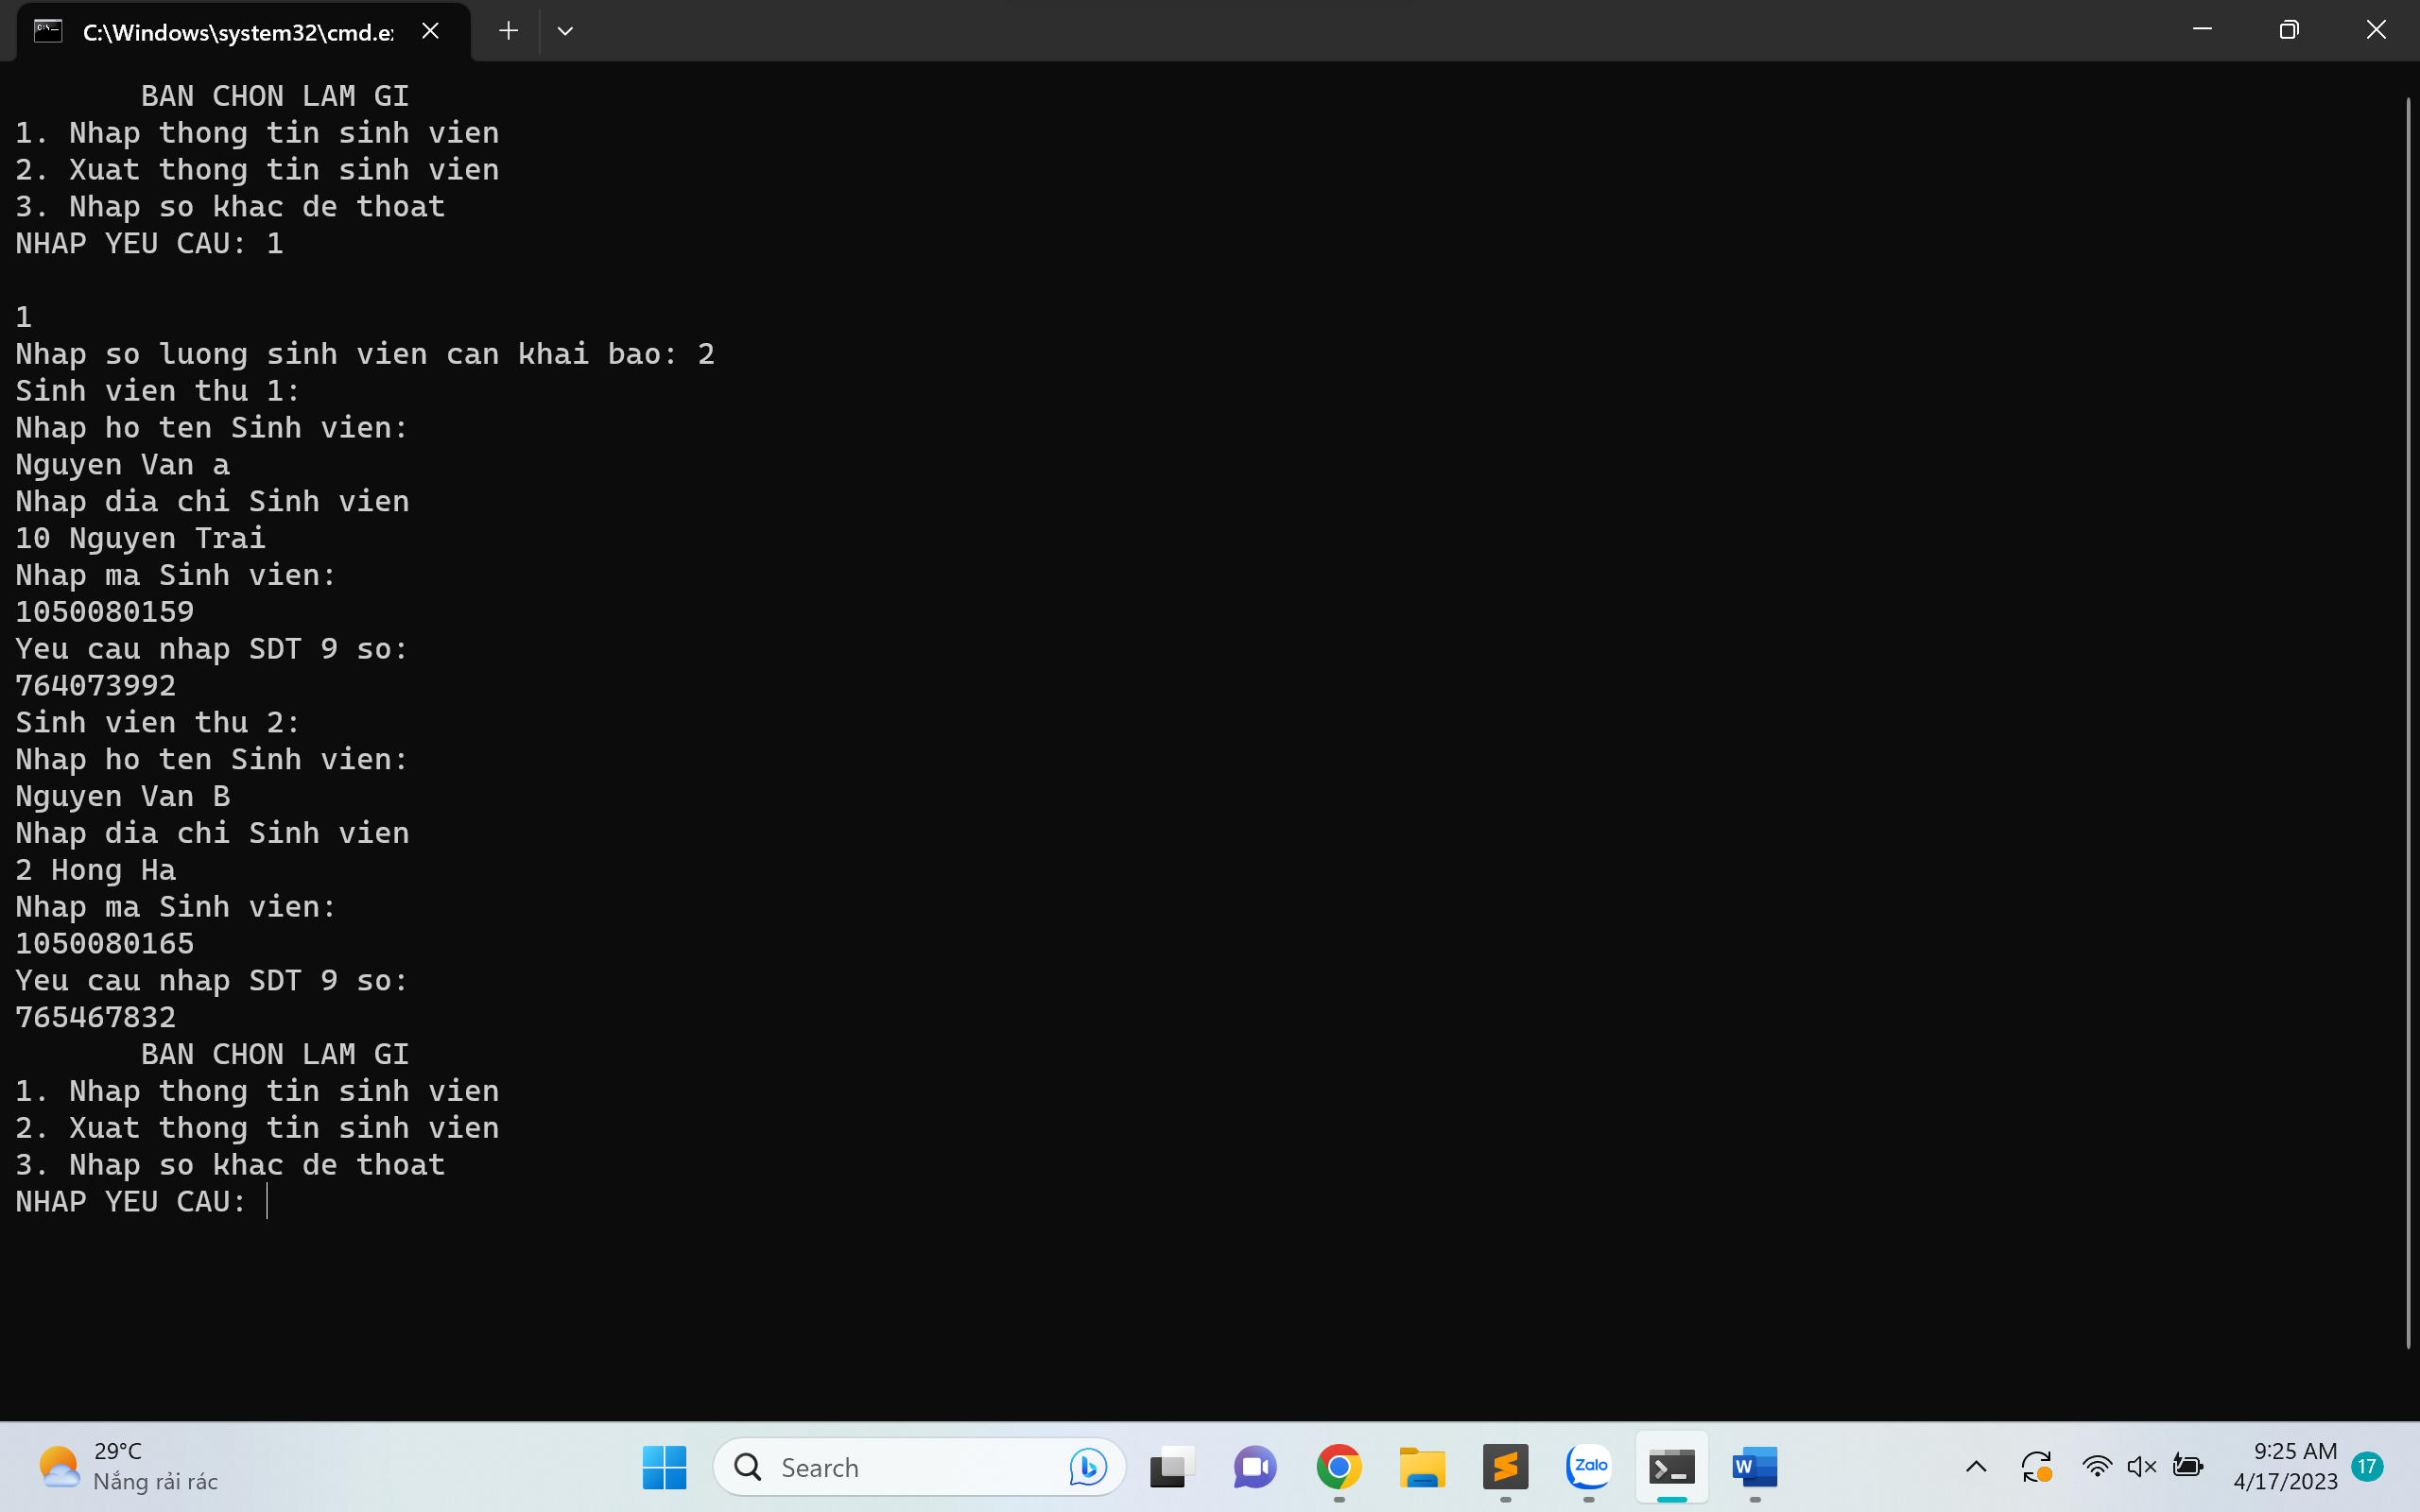 C:\Windows\system32\cmd.e
BAN CHON LAM GI
1. Nhap thong tin sinh vien
2. Xuat thong tin sinh vien
3. Nhap so khac de thoat
NHAP YEU CAU: 1
1
Nhap so luong sinh vien can khai bao: 2
Sinh vien thu 1:
Nhap ho ten Sinh vien:
Nguyen Van a
Nhap dia chi Sinh vien
10 Nguyen Trai
Nhap ma Sinh vien:
1050080159
Yeu cau nhap SDT 9 so:
764073992
Sinh vien thu 2:
Nhap ho ten Sinh vien:
Nguyen Van B
Nhap dia chi Sinh vien
2 Hong Ha
Nhap ma Sinh vien:
1050080165
Yeu cau nhap SDT 9 so:
765467832
BAN CHON LAM GI
1. Nhap thong tin sinh vien
2. Xuat thong tin sinh vien
3. Nhap so khac de thoat
NHAP YEU CAU:
29°C
Nắng rải rác
Search
Zalo
W
9:25 AM
4/17/2023
17